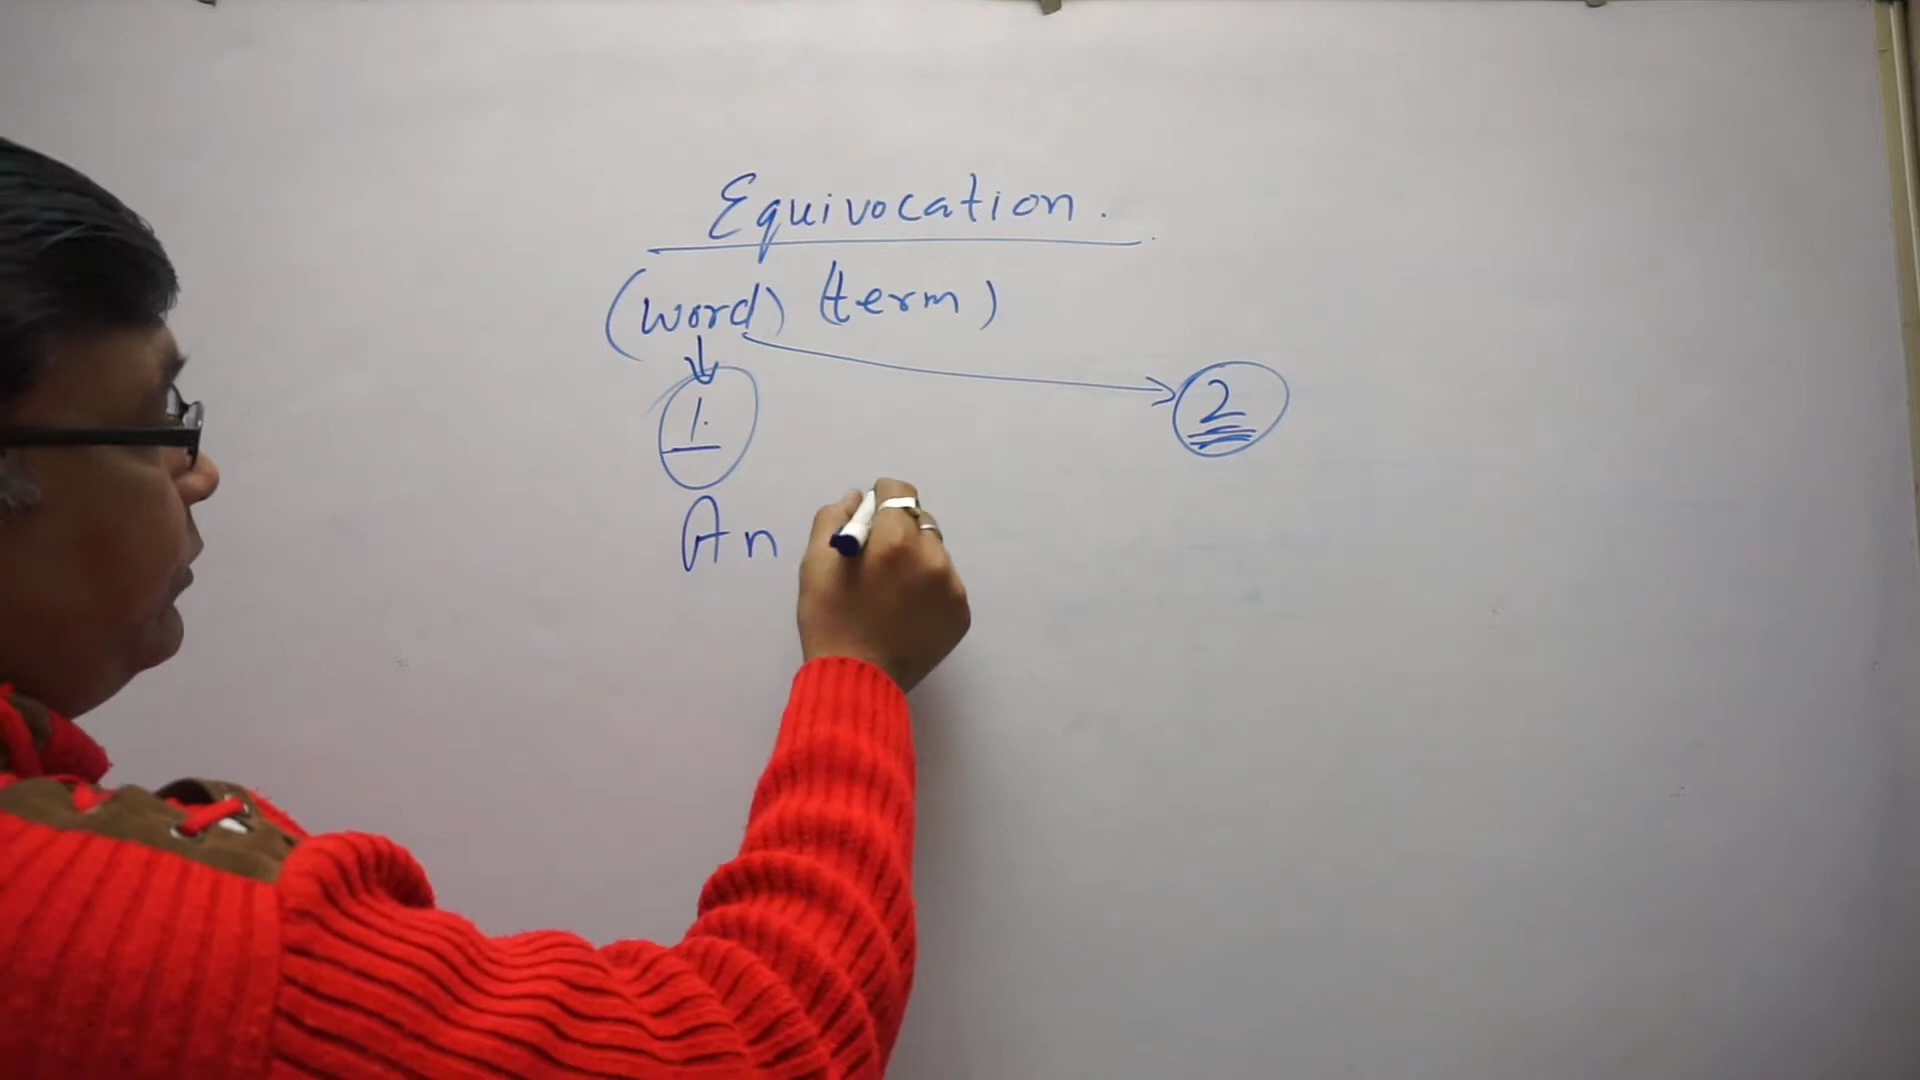 Equivocation.
(word) (term)
1. 2
An